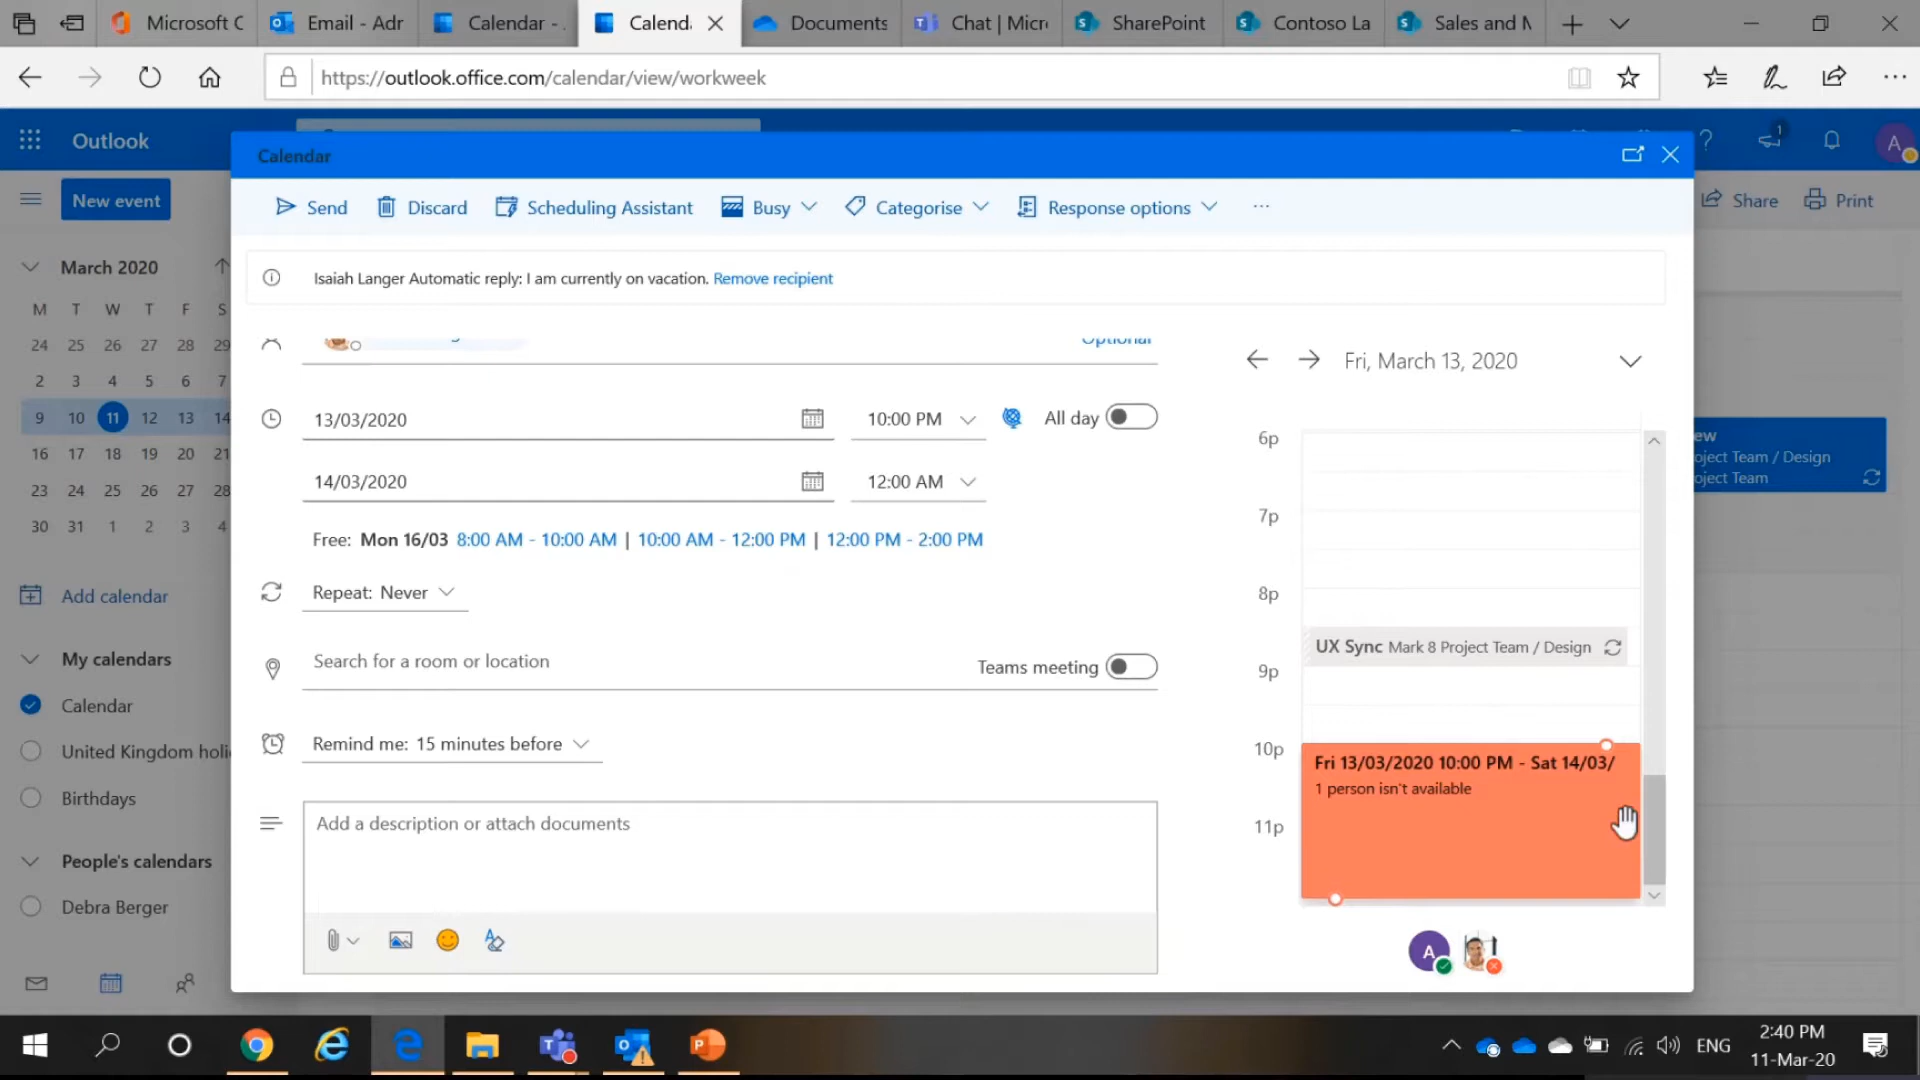 Microsoft C
Email - Adr
Calendar - .
Calend.
Documents
Chat | Micr
SharePoint
Contoso La
Sales and M
https://outlook.office.com/calendar/view/workweek
Outlook
1
A
New event
Share
Print
Calendar
Send
Discard
Scheduling Assistant
Busy
Categorise
Response options
Isaiah Langer Automatic reply: I am currently on vacation. Remove recipient
March 2020
M T W T F S
24 25 26 27 28 29
2 3 4 5 6 7
9 10 11 12 13 14
16 17 18 19 20 21
23 24 25 26 27 28
30 31 1 2 3 4
Add calendar
My calendars
Calendar
United Kingdom holi
Birthdays
People's calendars
Debra Berger
Optional
13/03/2020
10:00 PM
All day
14/03/2020
12:00 AM
Free: Mon 16/03 8:00 AM - 10:00 AM | 10:00 AM - 12:00 PM | 12:00 PM - 2:00 PM
Repeat: Never
Search for a room or location
Teams meeting
Remind me: 15 minutes before
Add a description or attach documents
Fri, March 13, 2020
6p
7p
8p
UX Sync Mark 8 Project Team / Design
9p
10p
Fri 13/03/2020 10:00 PM - Sat 14/03/
1 person isn't available
11p
A
ew
oject Team / Design
oject Team
ENG
2:40 PM
11-Mar-20